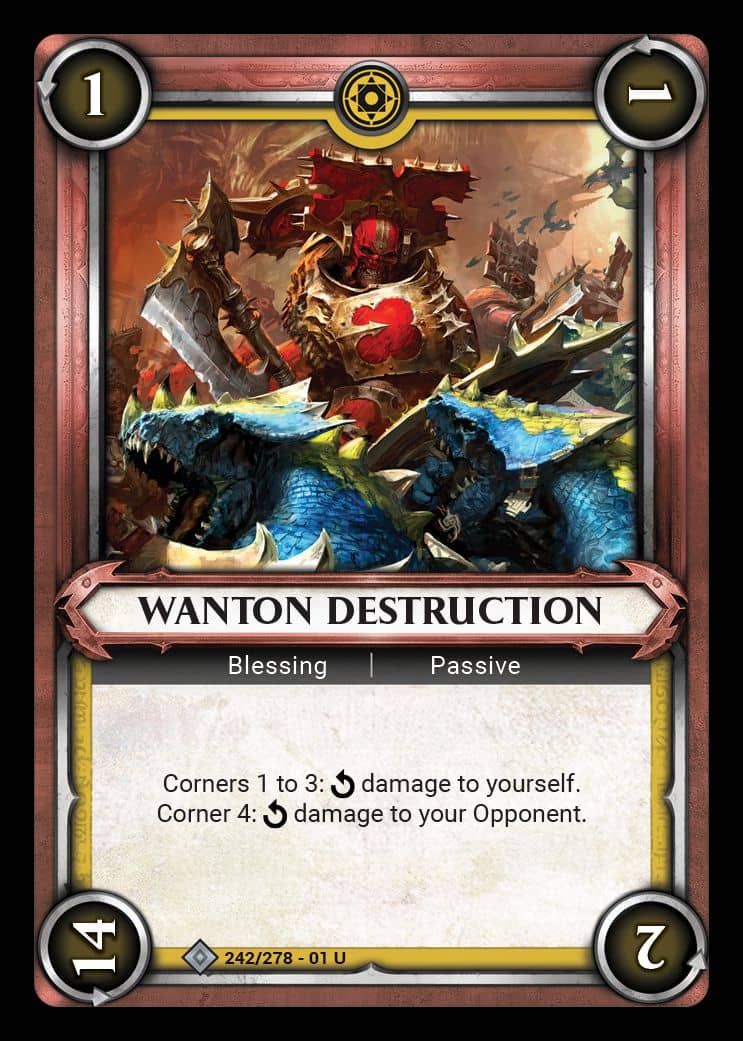 1
1
WANTON DESTRUCTION
Blessing | Passive
Corners 1 to 3: damage to yourself.
Corner 4: damage to your Opponent.
14
242/278 - 01 U
2